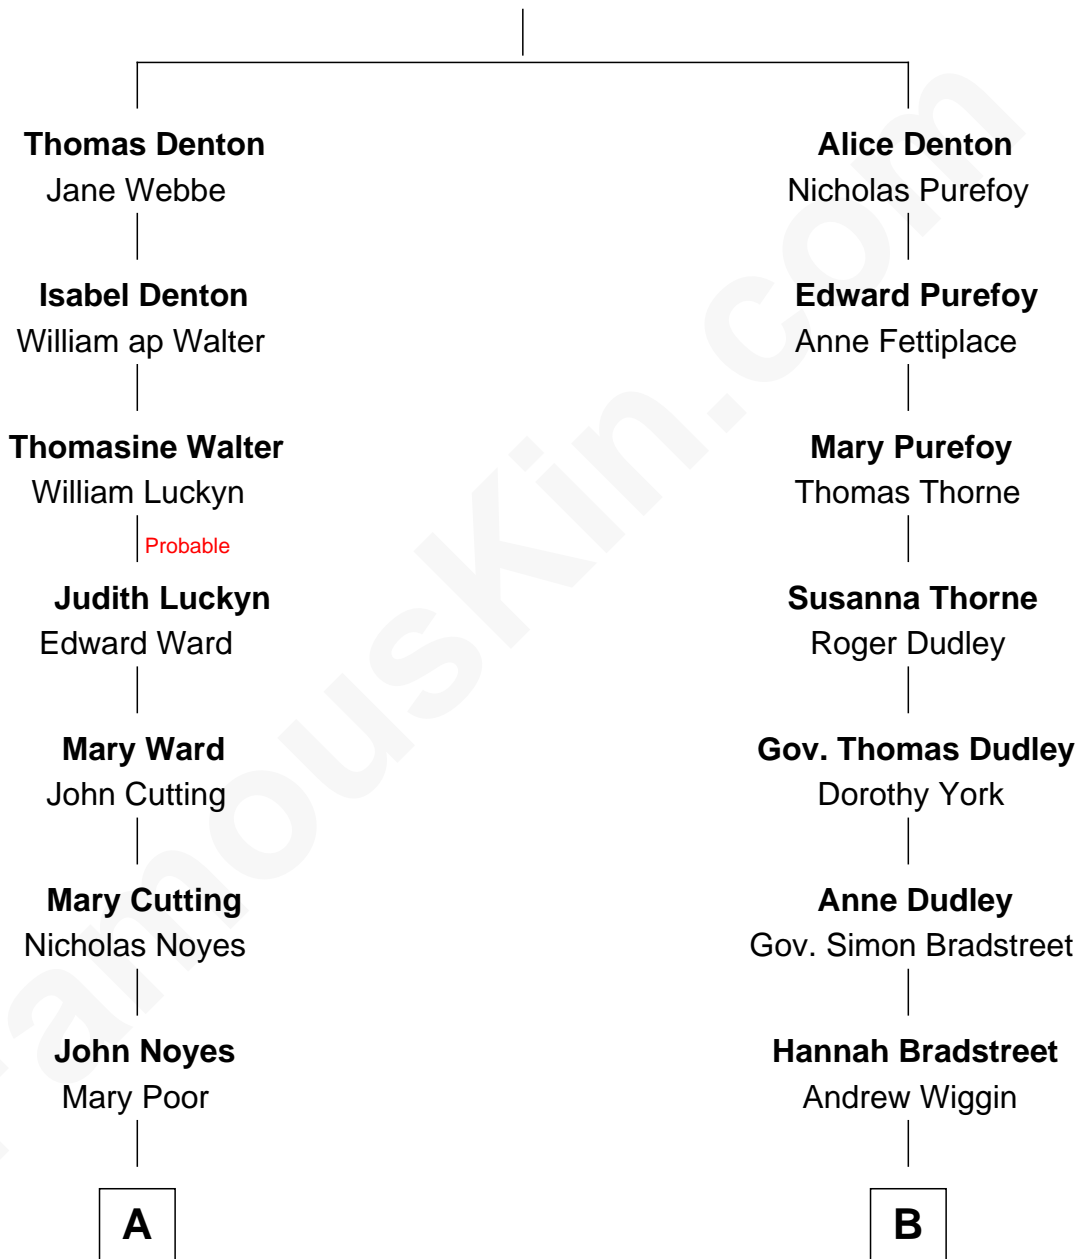 Thomas Denton
Jane Webbe
Isabel Denton
William ap Walter
Thomasine Walter
William Luckyn
Probable
Judith Luckyn
Edward Ward
Mary Ward
John Cutting
Mary Cutting
Nicholas Noyes
John Noyes
Mary Poor
A
Alice Denton
Nicholas Purefoy
Edward Purefoy
Anne Fettiplace
Mary Purefoy
Thomas Thorne
Susanna Thorne
Roger Dudley
Gov. Thomas Dudley
Dorothy York
Anne Dudley
Gov. Simon Bradstreet
Hannah Bradstreet
Andrew Wiggin
B
FamousKin.com